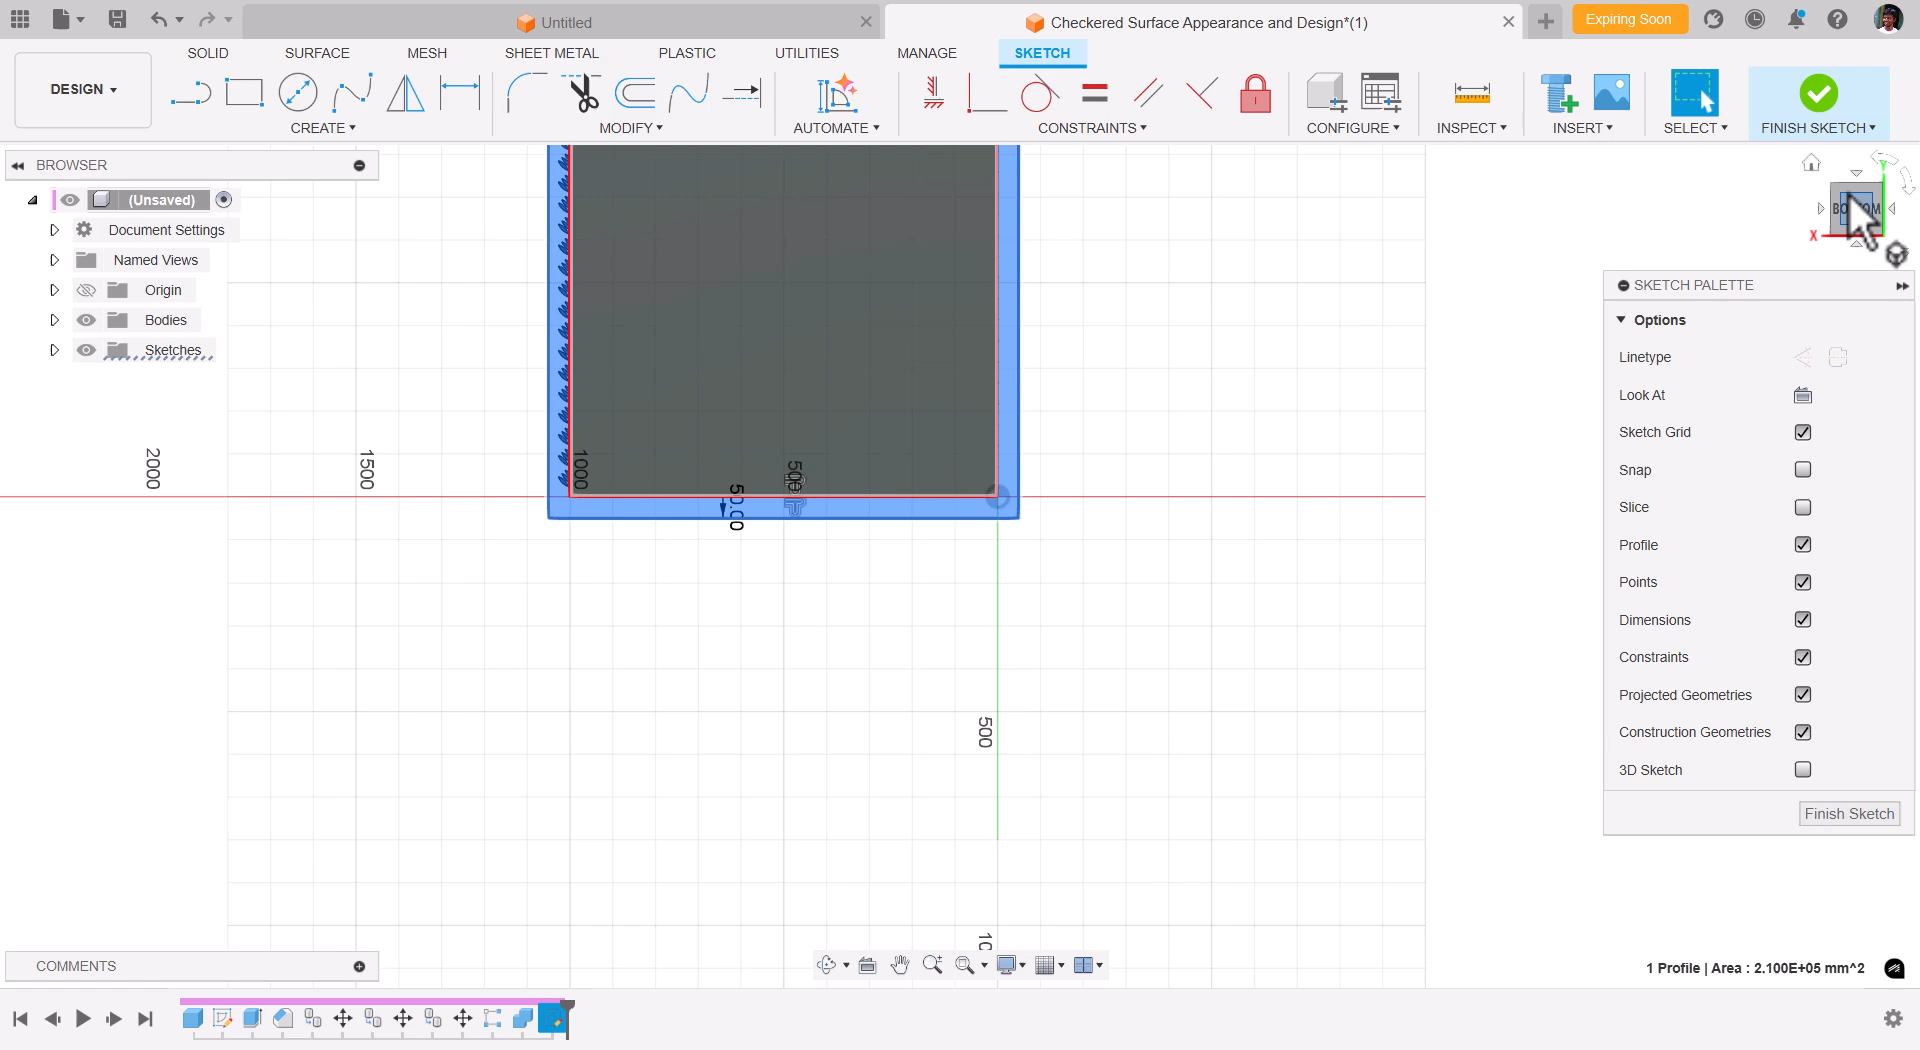 Untitled
Checkered Surface Appearance and Design*(1)
Expiring Soon
DESIGN
SOLID
SURFACE
MESH
SHEET METAL
PLASTIC
UTILITIES
MANAGE
SKETCH
CREATE
MODIFY
AUTOMATE
CONSTRAINTS
CONFIGURE
INSPECT
INSERT
SELECT
FINISH SKETCH
BROWSER
(Unsaved)
Document Settings
Named Views
Origin
Bodies
Sketches
X
Y
SKETCH PALETTE
Options
Linetype
Look At
Sketch Grid
Snap
Slice
Profile
Points
Dimensions
Constraints
Projected Geometries
Construction Geometries
3D Sketch
Finish Sketch
2000
1500
1000
500
50.00
500
COMMENTS
1 Profile | Area : 2.100E+05 mm^2